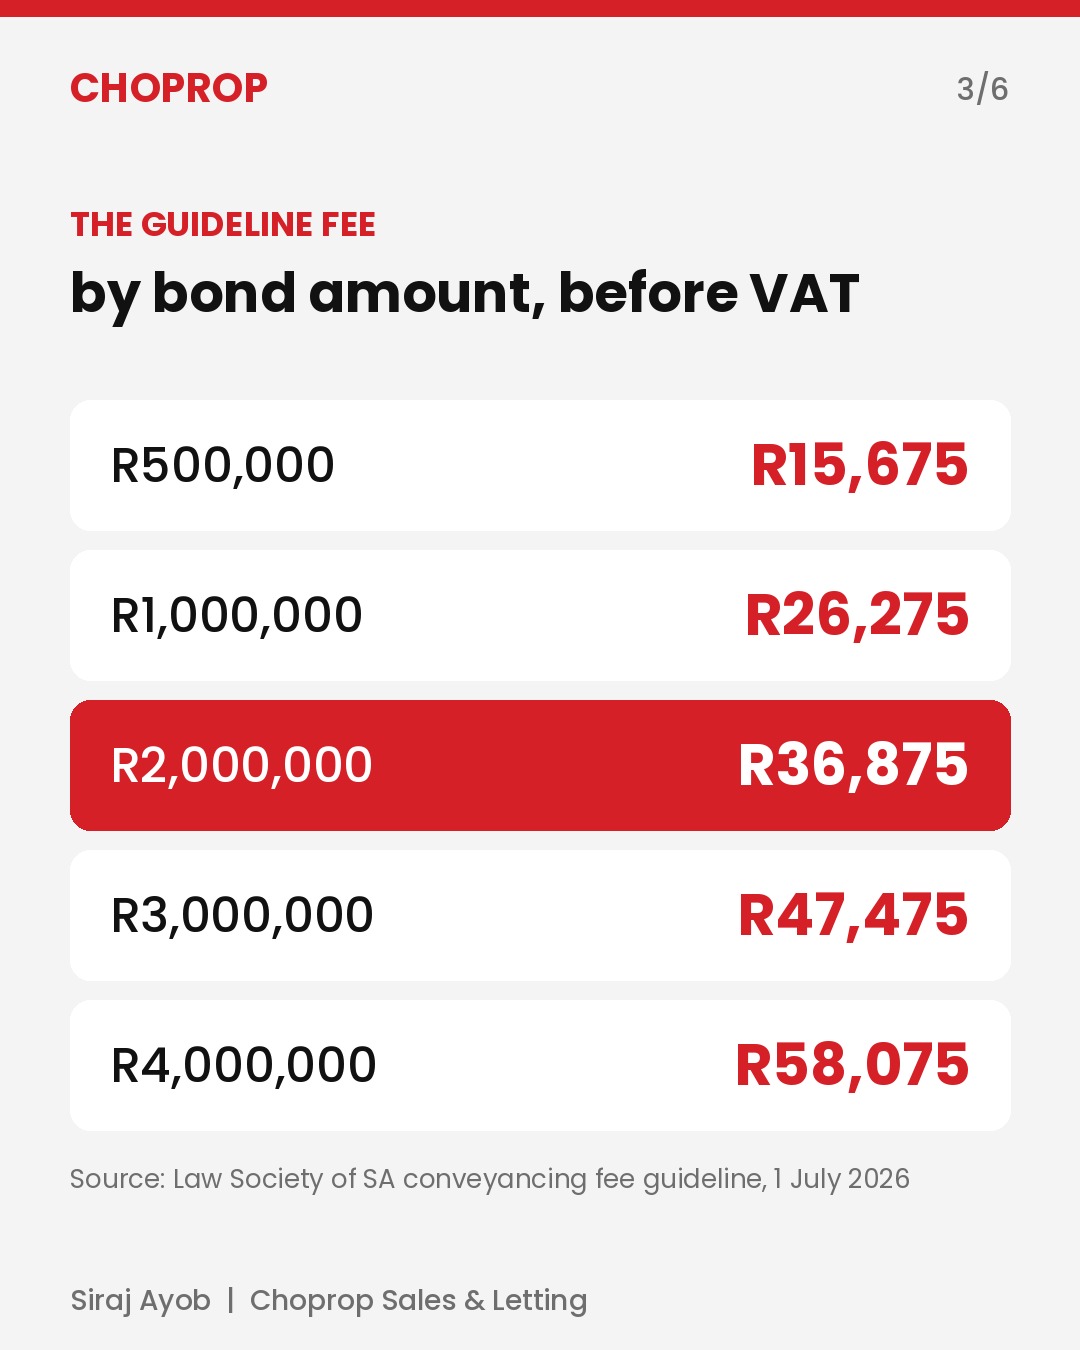 CHOPROP
3/6
THE GUIDELINE FEE
by bond amount, before VAT
R500,000 R15,675
R1,000,000 R26,275
R2,000,000 R36,875
R3,000,000 R47,475
R4,000,000 R58,075
Source: Law Society of SA conveyancing fee guideline, 1 July 2026
Siraj Ayob | Choprop Sales & Letting